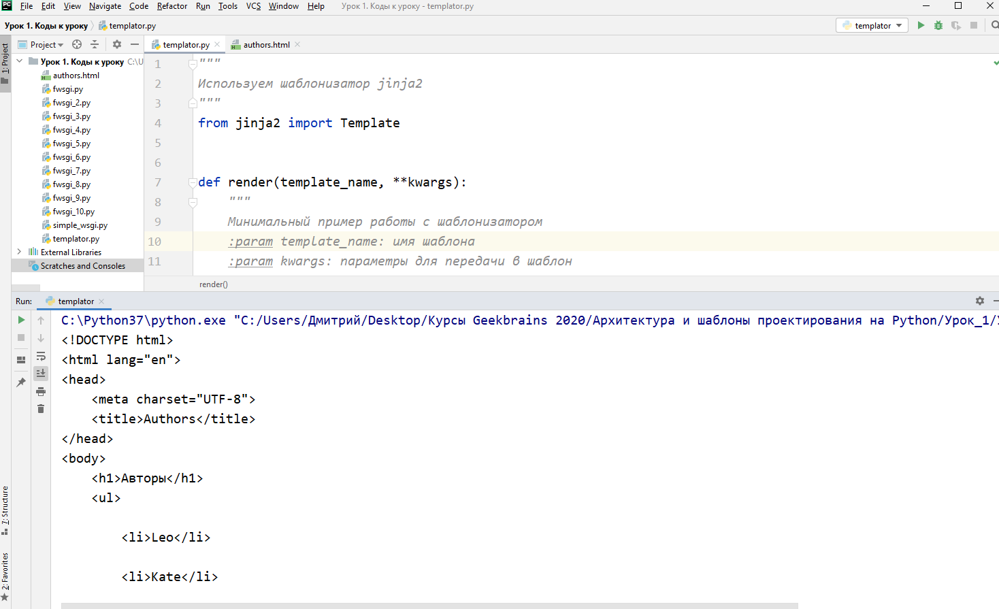 PC File Edit View Navigate Code Refactor Run Tools VCS Window Help Урок 1. Коды к уроку - templator.py
Урок 1. Коды к уроку templator.py templator
1: Project
Project
templator.py authors.html
Урок 1. Коды к уроку C:\U
authors.html
fwsgi.py
fwsgi_2.py
fwsgi_3.py
fwsgi_4.py
fwsgi_5.py
fwsgi_6.py
fwsgi_7.py
fwsgi_8.py
fwsgi_9.py
fwsgi_10.py
simple_wsgi.py
templator.py
External Libraries
Scratches and Consoles
1 """
2 Используем шаблонизатор jinja2
3 """
4 from jinja2 import Template
5
6
7 def render(template_name, **kwargs):
8 """
9 Минимальный пример работы с шаблонизатором
10 :param template_name: имя шаблона
11 :param kwargs: параметры для передачи в шаблон
render()
Run: templator
C:\Python37\python.exe "C:/Users/Дмитрий/Desktop/Курсы Geekbrains 2020/Архитектура и шаблоны проектирования на Python/Урок_1/
<!DOCTYPE html>
<html lang="en">
<head>
<meta charset="UTF-8">
<title>Authors</title>
</head>
<body>
<h1>Авторы</h1>
<ul>
<li>Leo</li>
<li>Kate</li>
7: Structure
2: Favorites